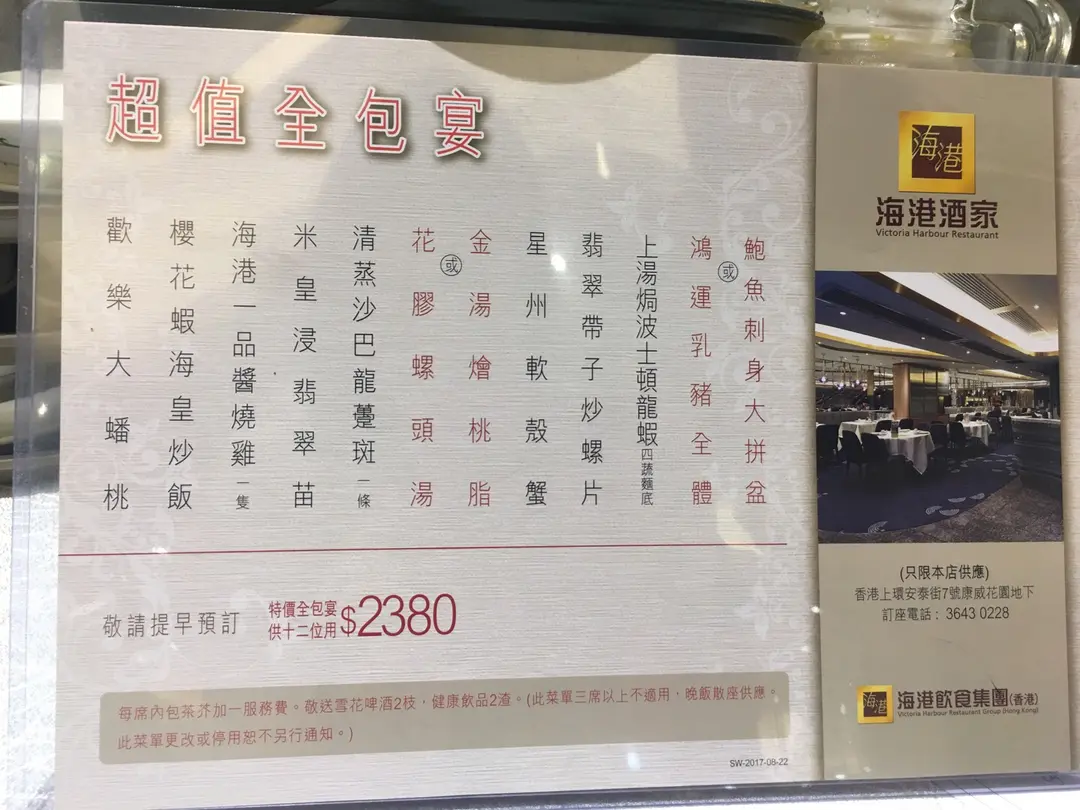 超值全包宴
鮑魚刺身大拼盆
或
鴻運乳豬全體
上湯焗波士頓龍蝦四蔬麵底
翡翠帶子炒螺片
星州軟殼蟹
金湯燴桃脂
或
花膠螺頭湯
清蒸沙巴龍躉斑一條
米皇浸翡翠苗
海港一品醬燒雞一隻
櫻花蝦海皇炒飯
歡樂大蟠桃
敬請提早預訂
特價全包宴
供十二位用
$2380
每席內包茶芥加一服務費。敬送雪花啤酒2枝，健康飲品2渣。(此菜單三席以上不適用，晚飯散座供應。
此菜單更改或停用恕不另行通知。)
SW-2017-08-22
海港
海港酒家
Victoria Harbour Restaurant
(只限本店供應)
香港上環安泰街7號康威花園地下
訂座電話：3643 0228
海港
海港飲食集團(香港)
Victoria Harbour Restaurant Group (Hong Kong)